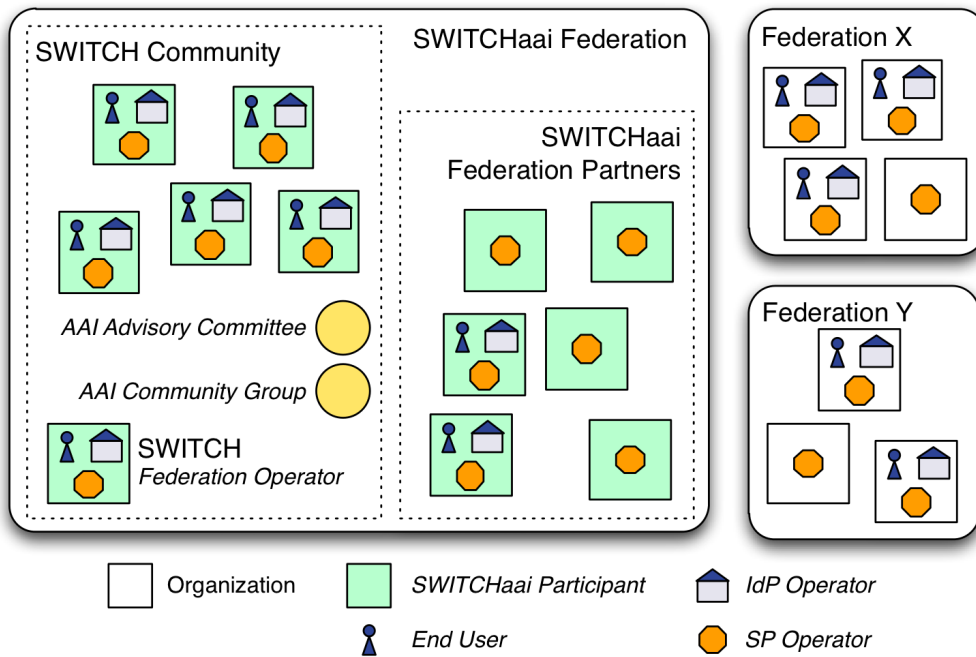 SWITCH Community
SWITCHaai Federation
SWITCHaai
Federation Partners
AAI Advisory Committee
AAI Community Group
SWITCH
Federation Operator
Federation X
Federation Y
Organization
SWITCHaai Participant
IdP Operator
End User
SP Operator